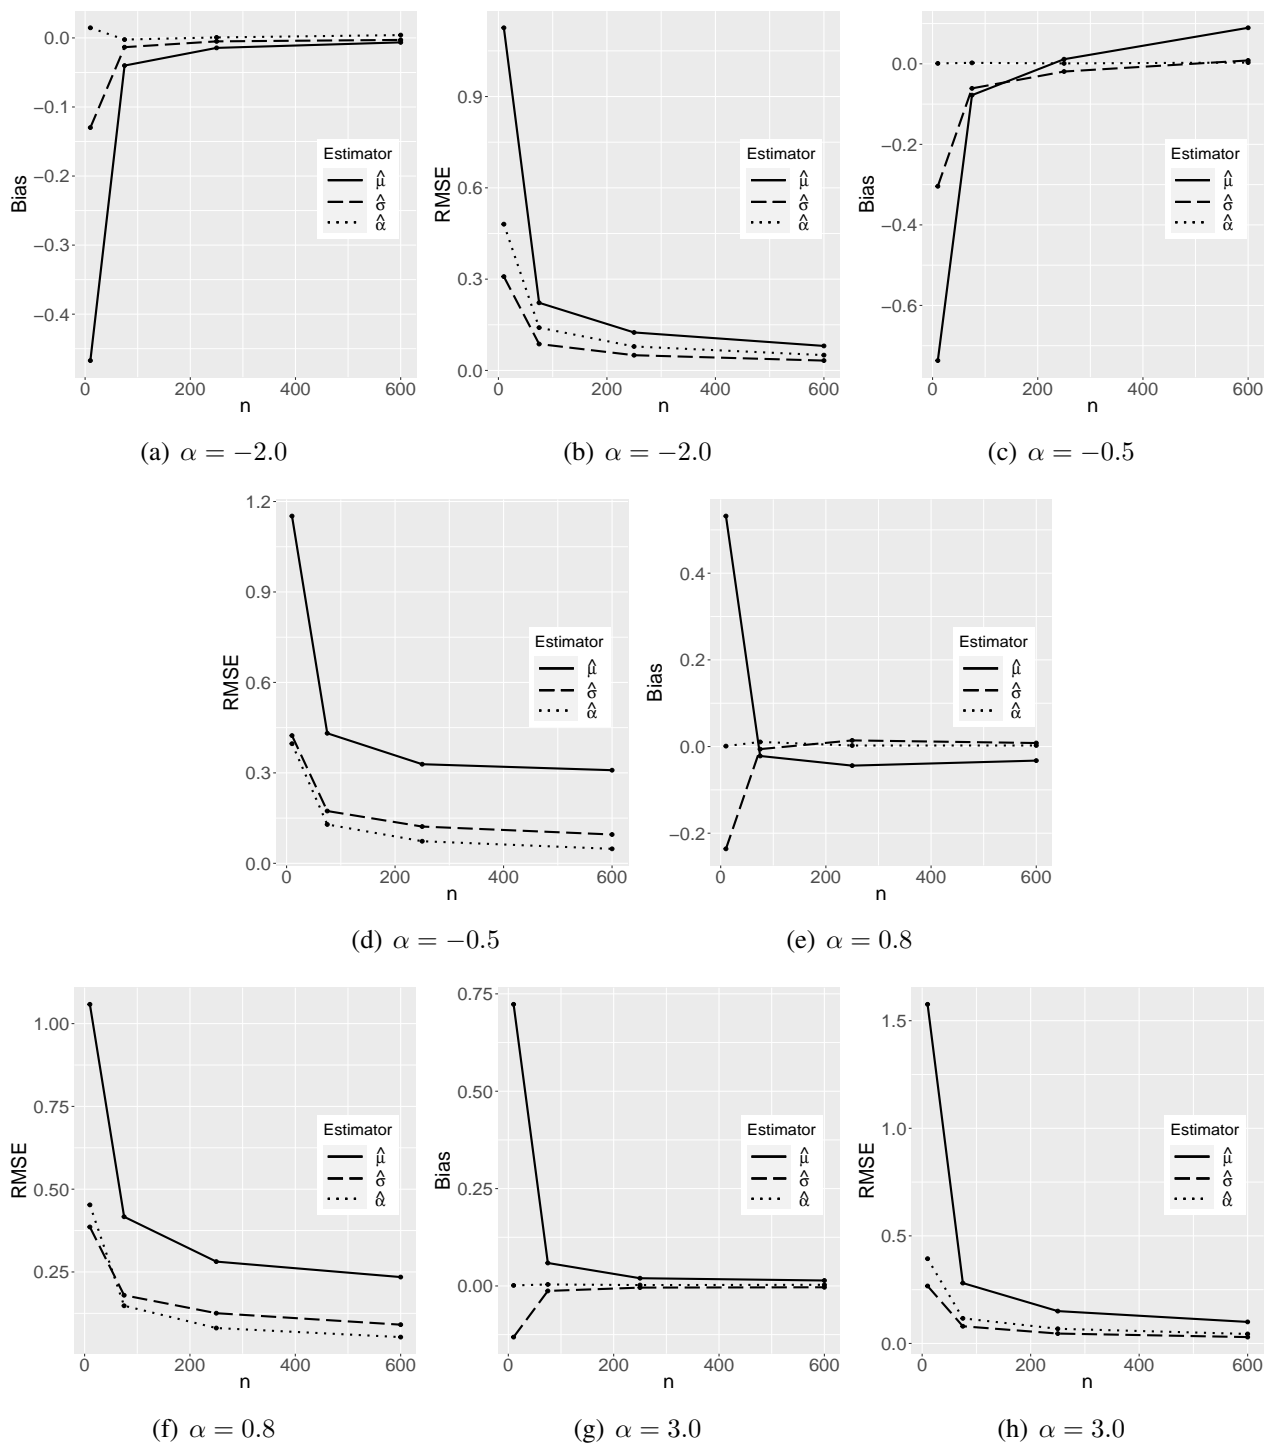 0.0
−0.1
−0.2
−0.3
−0.4
Bias
0 200 400 600
n
Estimator
μ̂
σ̂
α̂
(a) α = −2.0
0.9
0.6
0.3
0.0
RMSE
0 200 400 600
n
Estimator
μ̂
σ̂
α̂
(b) α = −2.0
0.0
−0.2
−0.4
−0.6
Bias
0 200 400 600
n
Estimator
μ̂
σ̂
α̂
(c) α = −0.5
1.2
0.9
0.6
0.3
0.0
RMSE
0 200 400 600
n
Estimator
μ̂
σ̂
α̂
(d) α = −0.5
0.4
0.2
0.0
−0.2
Bias
0 200 400 600
n
Estimator
μ̂
σ̂
α̂
(e) α = 0.8
1.00
0.75
0.50
0.25
RMSE
0 200 400 600
n
Estimator
μ̂
σ̂
α̂
(f) α = 0.8
0.75
0.50
0.25
0.00
Bias
0 200 400 600
n
Estimator
μ̂
σ̂
α̂
(g) α = 3.0
1.5
1.0
0.5
0.0
RMSE
0 200 400 600
n
Estimator
μ̂
σ̂
α̂
(h) α = 3.0